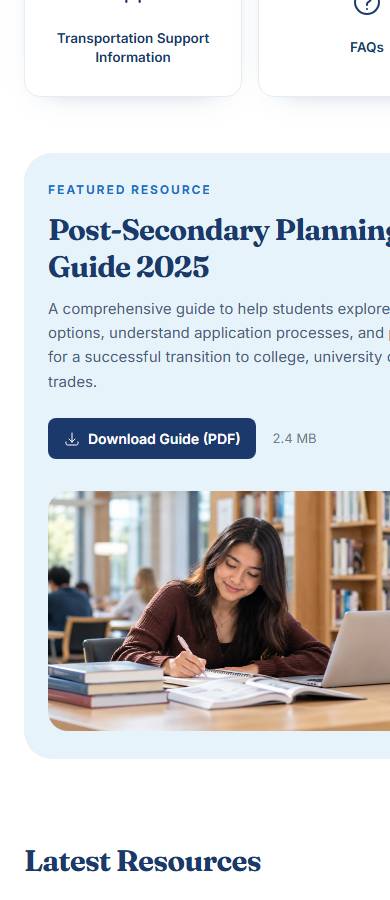 Transportation Support
Information
FAQs
FEATURED RESOURCE
Post-Secondary Planning
Guide 2025
A comprehensive guide to help students explore
options, understand application processes, and
for a successful transition to college, university
trades.
Download Guide (PDF)
2.4 MB
Latest Resources